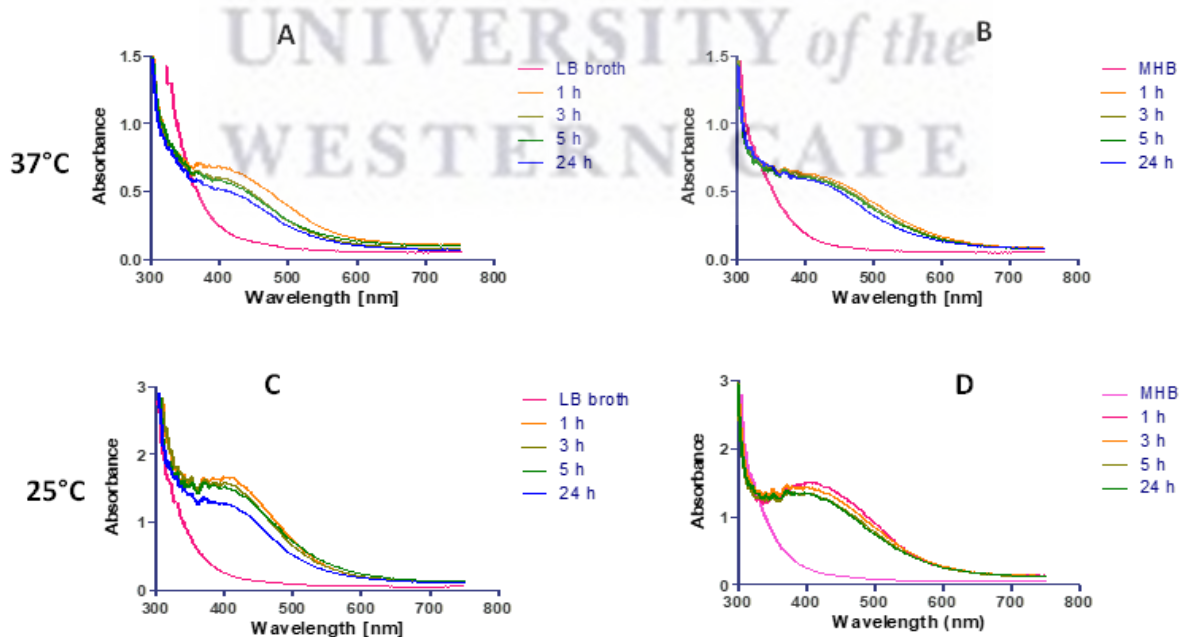 UNIVERSITY of the
WESTERN CAPE
37°C
A
1.5
1.0
0.5
0.0
Absorbance
300 400 500 600 700 800
Wavelength [nm]
LB broth
1 h
3 h
5 h
24 h
B
1.5
1.0
0.5
0.0
Absorbance
300 400 500 600 700 800
Wavelength [nm]
MHB
1 h
3 h
5 h
24 h
25°C
C
3
2
1
0
Absorbance
300 400 500 600 700 800
Wavelength [nm]
LB broth
1 h
3 h
5 h
24 h
D
3
2
1
0
Absorbance
300 400 500 600 700 800
Wavelength (nm)
MHB
1 h
3 h
5 h
24 h